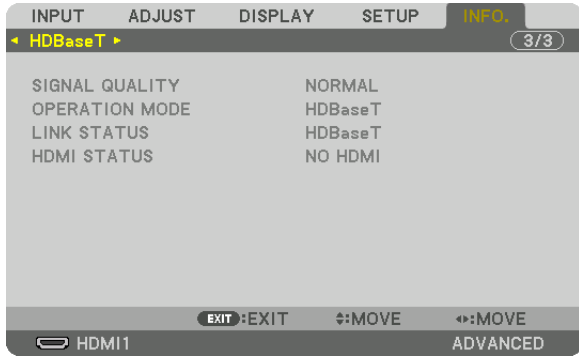 INPUT ADJUST DISPLAY SETUP INFO.
HDBaseT 3/3
SIGNAL QUALITY NORMAL
OPERATION MODE HDBaseT
LINK STATUS HDBaseT
HDMI STATUS NO HDMI
EXIT:EXIT :MOVE :MOVE
HDMI1 ADVANCED